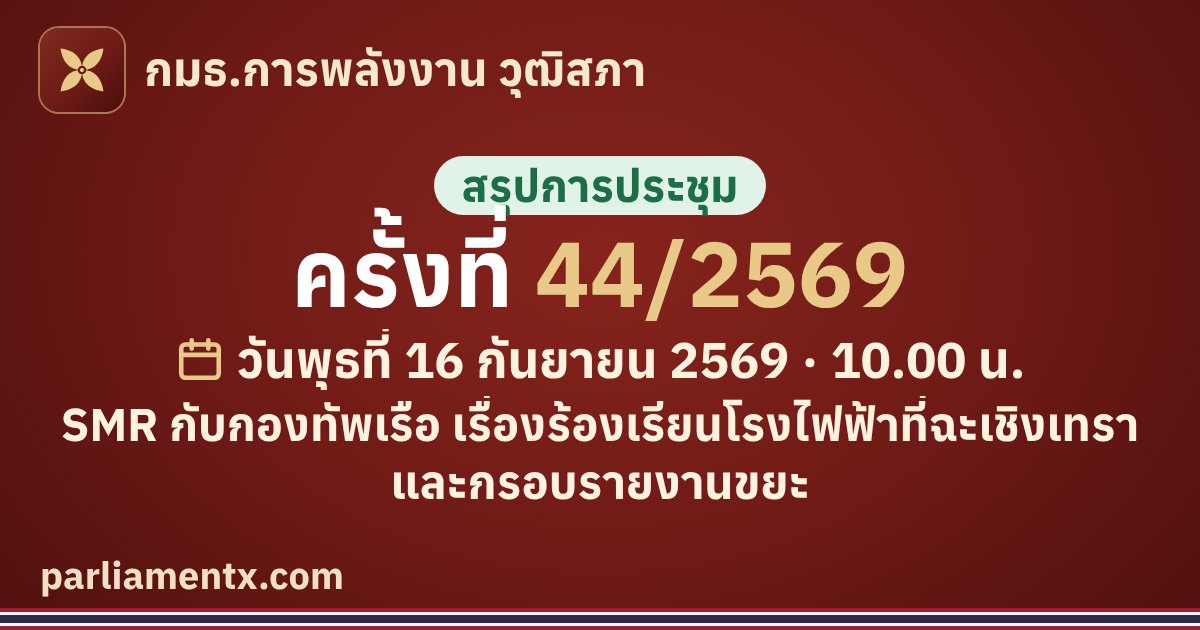 กมธ.การพลังงาน วุฒิสภา
สรุปการประชุม
ครั้งที่ 44/2569
วันพุธที่ 16 กันยายน 2569 · 10.00 น.
SMR กับกองทัพเรือ เรื่องร้องเรียนโรงไฟฟ้าที่ฉะเชิงเทรา
และกรอบรายงานขยะ
parliamentx.com